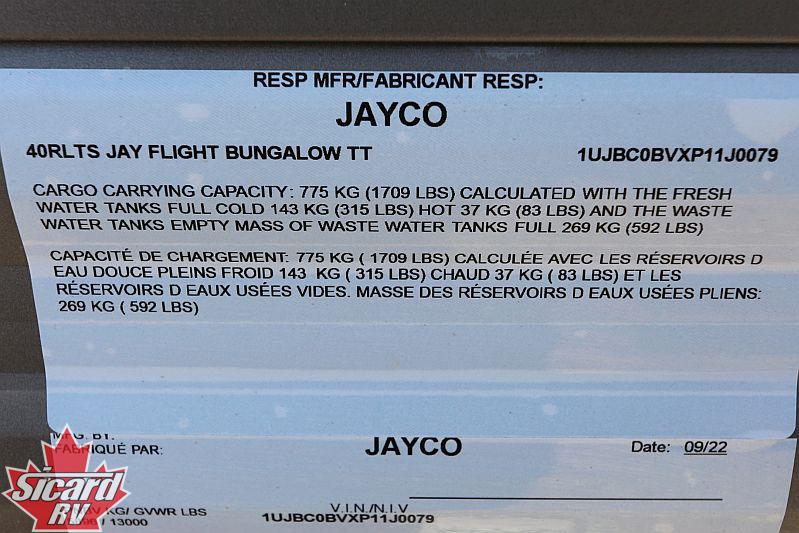 RESP MFR/FABRICANT RESP:
JAYCO
40RLTS JAY FLIGHT BUNGALOW TT 1UJBC0BVXP11J0079
CARGO CARRYING CAPACITY: 775 KG (1709 LBS) CALCULATED WITH THE FRESH
WATER TANKS FULL COLD 143 KG (315 LBS) HOT 37 KG (83 LBS) AND THE WASTE
WATER TANKS EMPTY MASS OF WASTE WATER TANKS FULL 269 KG (592 LBS)
CAPACITÉ DE CHARGEMENT: 775 KG ( 1709 LBS) CALCULÉE AVEC LES RÉSERVOIRS D
EAU DOUCE PLEINS FROID 143 KG ( 315 LBS) CHAUD 37 KG ( 83 LBS) ET LES
RÉSERVOIRS D EAUX USÉES VIDES. MASSE DES RÉSERVOIRS D EAUX USÉES PLIENS:
269 KG ( 592 LBS)
MFG. BY:
FABRIQUÉ PAR: JAYCO Date: 09/22
Sicard
RV
KG/ GVWR LBS V.I.N./N.I.V
/ 13000 1UJBC0BVXP11J0079